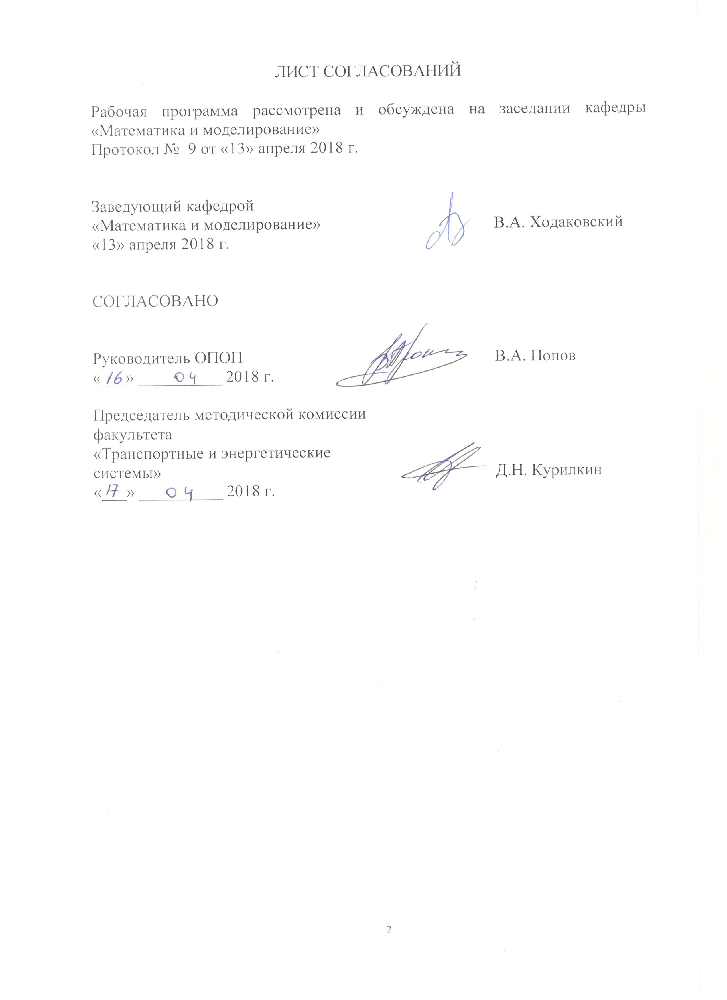 ЛИСТ СОГЛАСОВАНИЙ
Рабочая программа рассмотрена и обсуждена на заседании кафедры
«Математика и моделирование»
Протокол № 9 от «13» апреля 2018 г.
Заведующий кафедрой
«Математика и моделирование» В.А. Ходаковский
«13» апреля 2018 г.
СОГЛАСОВАНО
Руководитель ОПОП В.А. Попов
«16» 04 2018 г.
Председатель методической комиссии
факультета
«Транспортные и энергетические
системы» Д.Н. Курилкин
«17» 04 2018 г.
2